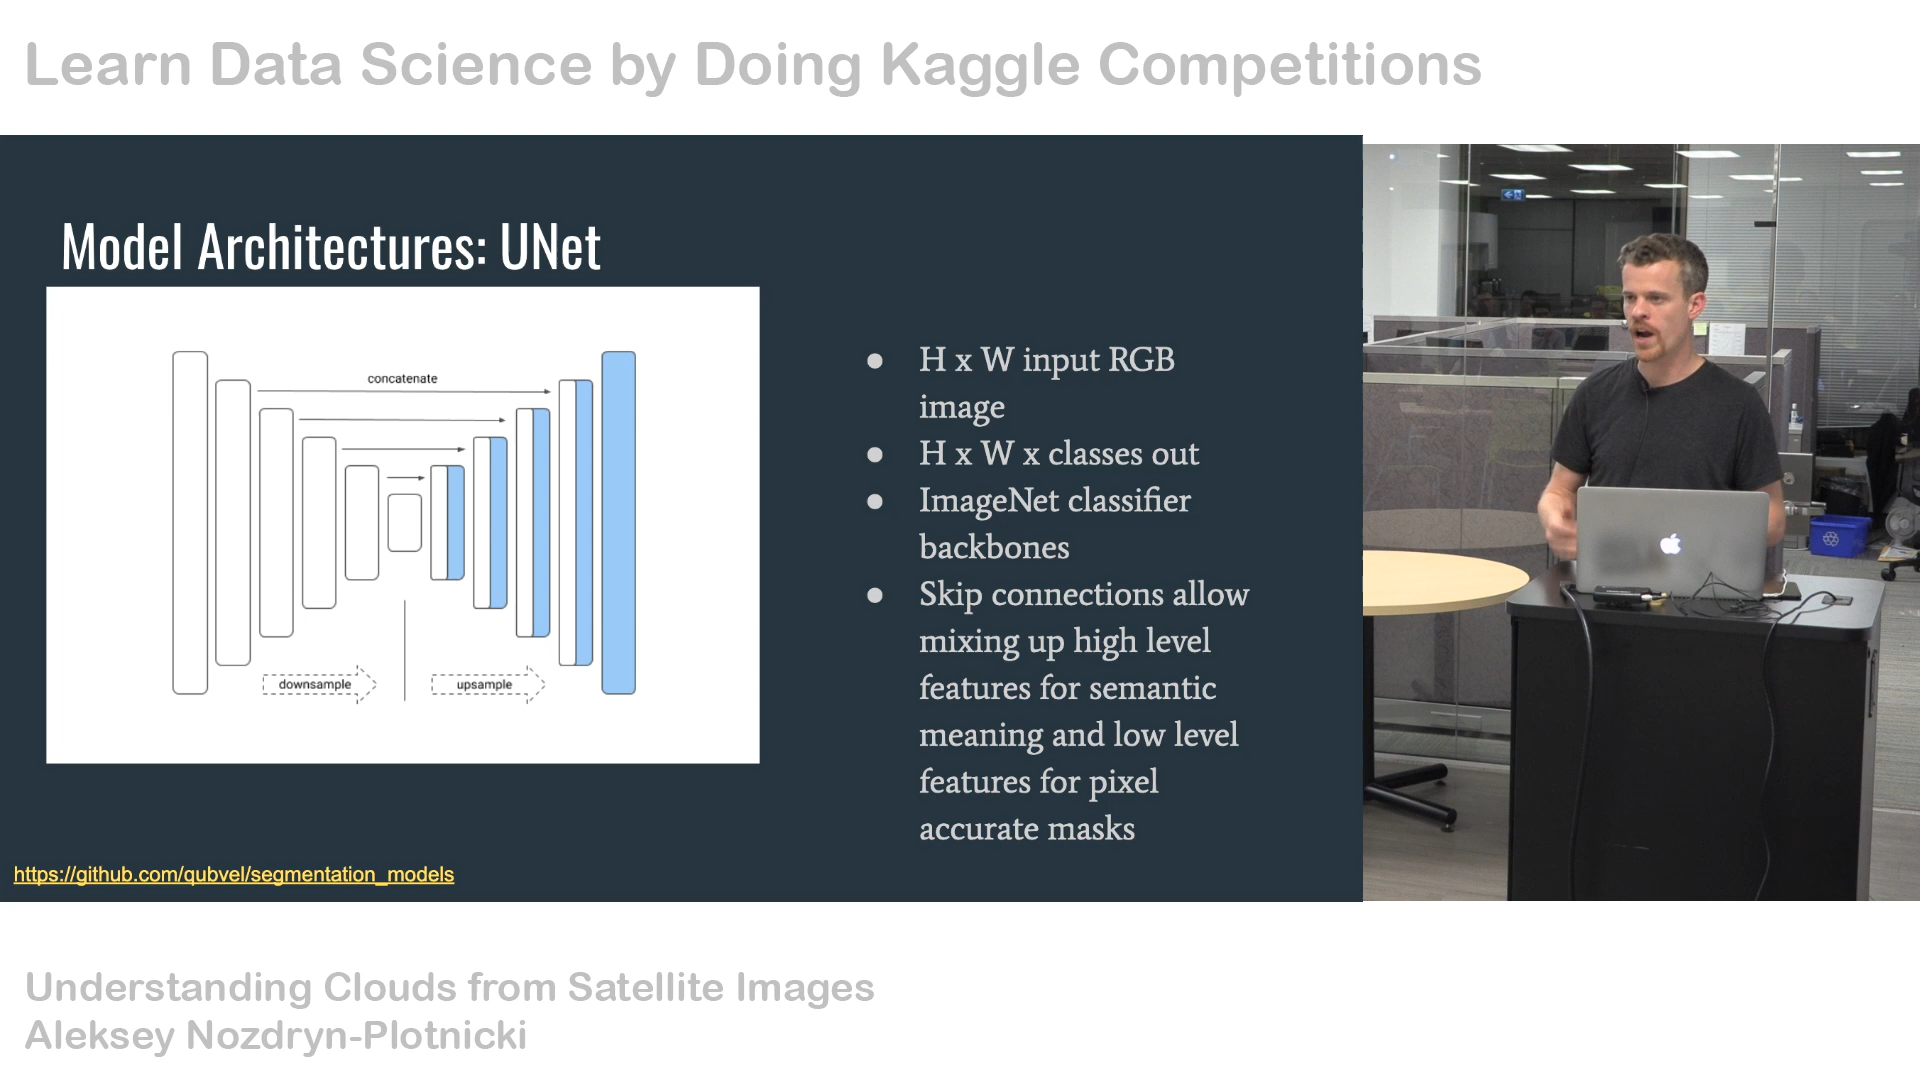 Learn Data Science by Doing Kaggle Competitions
Model Architectures: UNet
concatenate
downsample
upsample
● H x W input RGB
image
● H x W x classes out
● ImageNet classifier
backbones
● Skip connections allow
mixing up high level
features for semantic
meaning and low level
features for pixel
accurate masks
https://github.com/qubvel/segmentation_models
Understanding Clouds from Satellite Images
Aleksey Nozdryn-Plotnicki